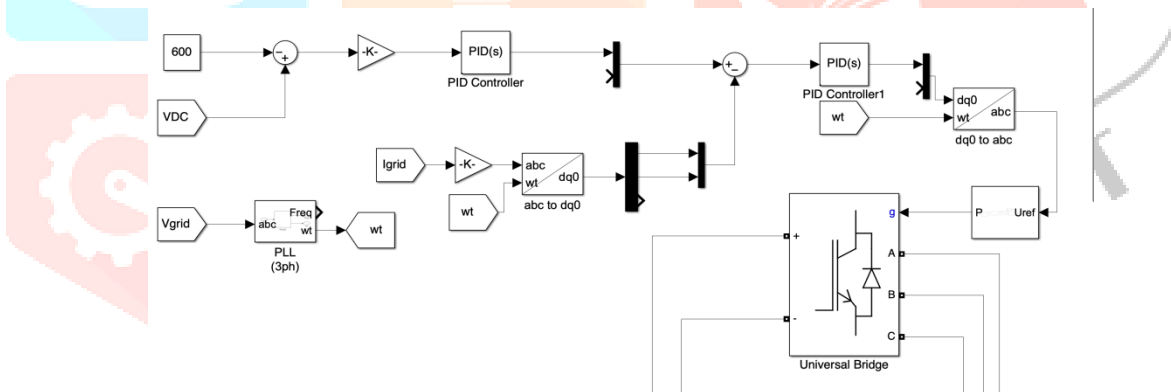 600
-K-
PID(s)
PID Controller
PID(s)
PID Controller1
VDC
wt
dq0
wt
abc
dq0 to abc
Igrid
-K-
abc
wt
dq0
abc to dq0
wt
Vgrid
abc
Freq
wt
PLL
(3ph)
wt
P
Uref
g
+
A
B
-
C
Universal Bridge